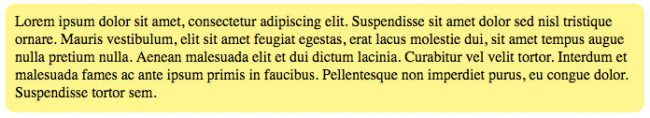 Lorem ipsum dolor sit amet, consectetur adipiscing elit. Suspendisse sit amet dolor sed nisl tristique
ornare. Mauris vestibulum, elit sit amet feugiat egestas, erat lacus molestie dui, sit amet tempus augue
nulla pretium nulla. Aenean malesuada elit et dui dictum lacinia. Curabitur vel velit tortor. Interdum et
malesuada fames ac ante ipsum primis in faucibus. Pellentesque non imperdiet purus, eu congue dolor.
Suspendisse tortor sem.